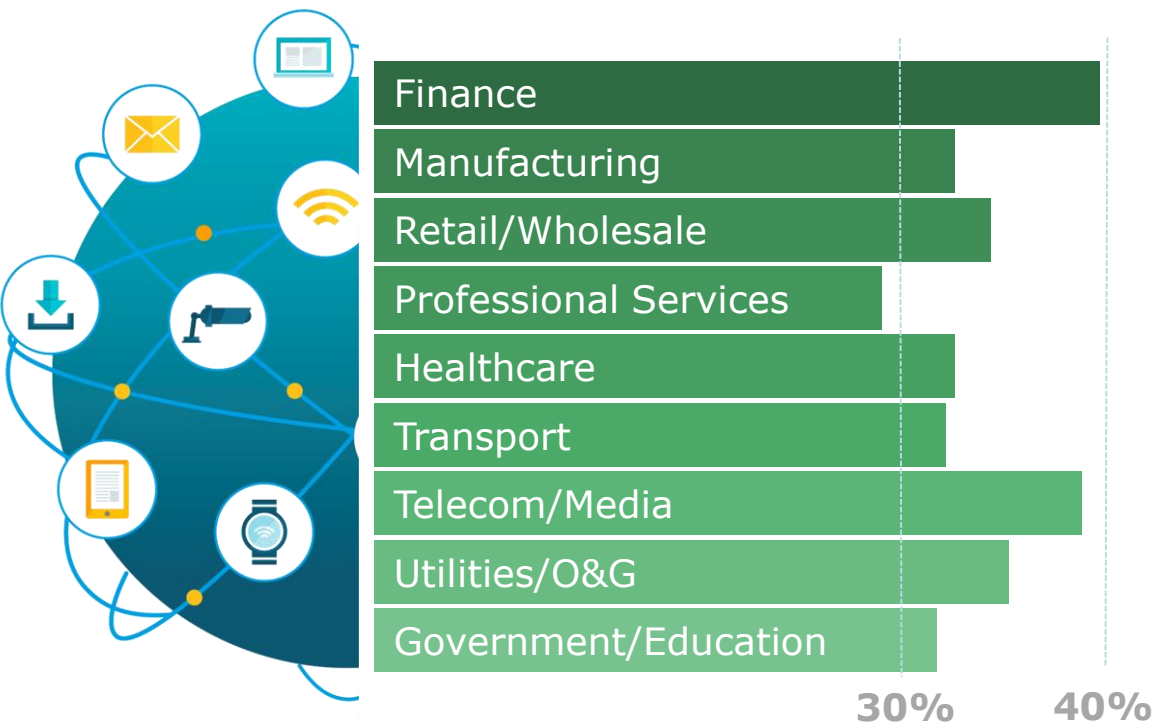 Finance
Manufacturing
Retail/Wholesale
Professional Services
Healthcare
Transport
Telecom/Media
Utilities/O&G
Government/Education
30% 40%